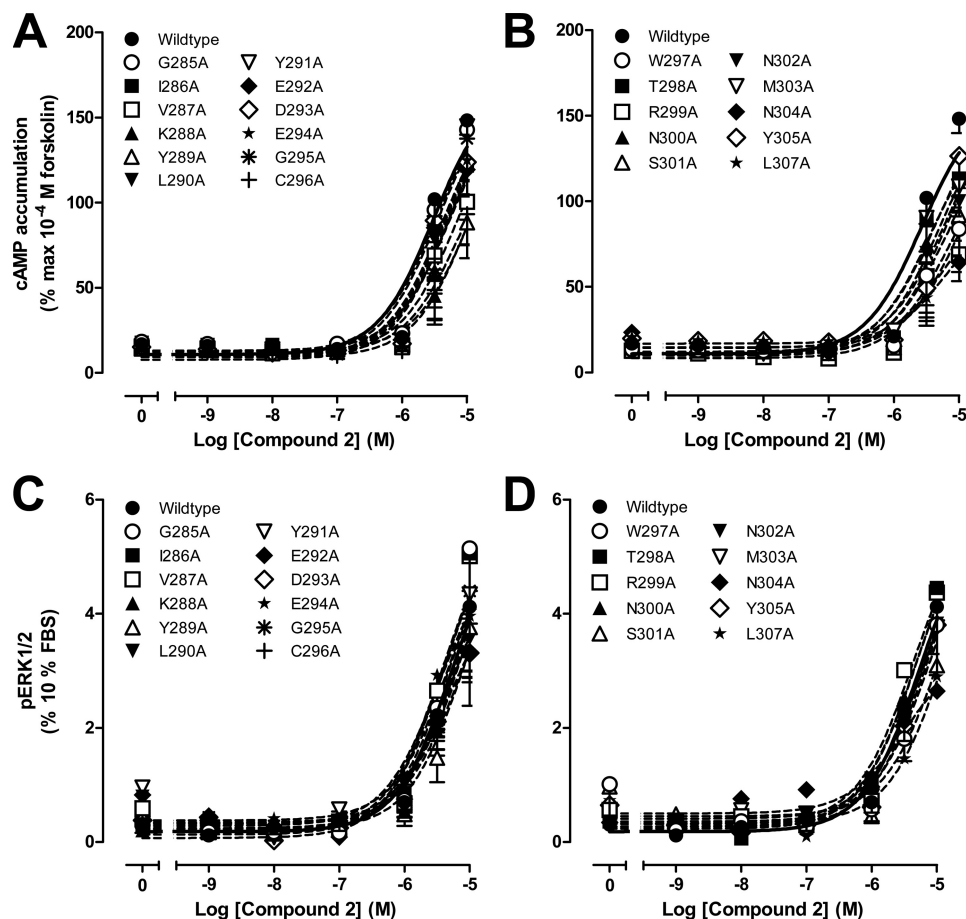 A
cAMP accumulation
(% max 10⁻⁴ M forskolin)
200
150
100
50
0
Wildtype
G285A
I286A
V287A
K288A
Y289A
L290A
Y291A
E292A
D293A
E294A
G295A
C296A
0 -9 -8 -7 -6 -5
Log [Compound 2] (M)
B
200
150
100
50
0
Wildtype
W297A
T298A
R299A
N300A
S301A
N302A
M303A
N304A
Y305A
L307A
0 -9 -8 -7 -6 -5
Log [Compound 2] (M)
C
pERK1/2
(% 10 % FBS)
6
4
2
0
Wildtype
G285A
I286A
V287A
K288A
Y289A
L290A
Y291A
E292A
D293A
E294A
G295A
C296A
0 -9 -8 -7 -6 -5
Log [Compound 2] (M)
D
6
4
2
0
Wildtype
W297A
T298A
R299A
N300A
S301A
N302A
M303A
N304A
Y305A
L307A
0 -9 -8 -7 -6 -5
Log [Compound 2] (M)